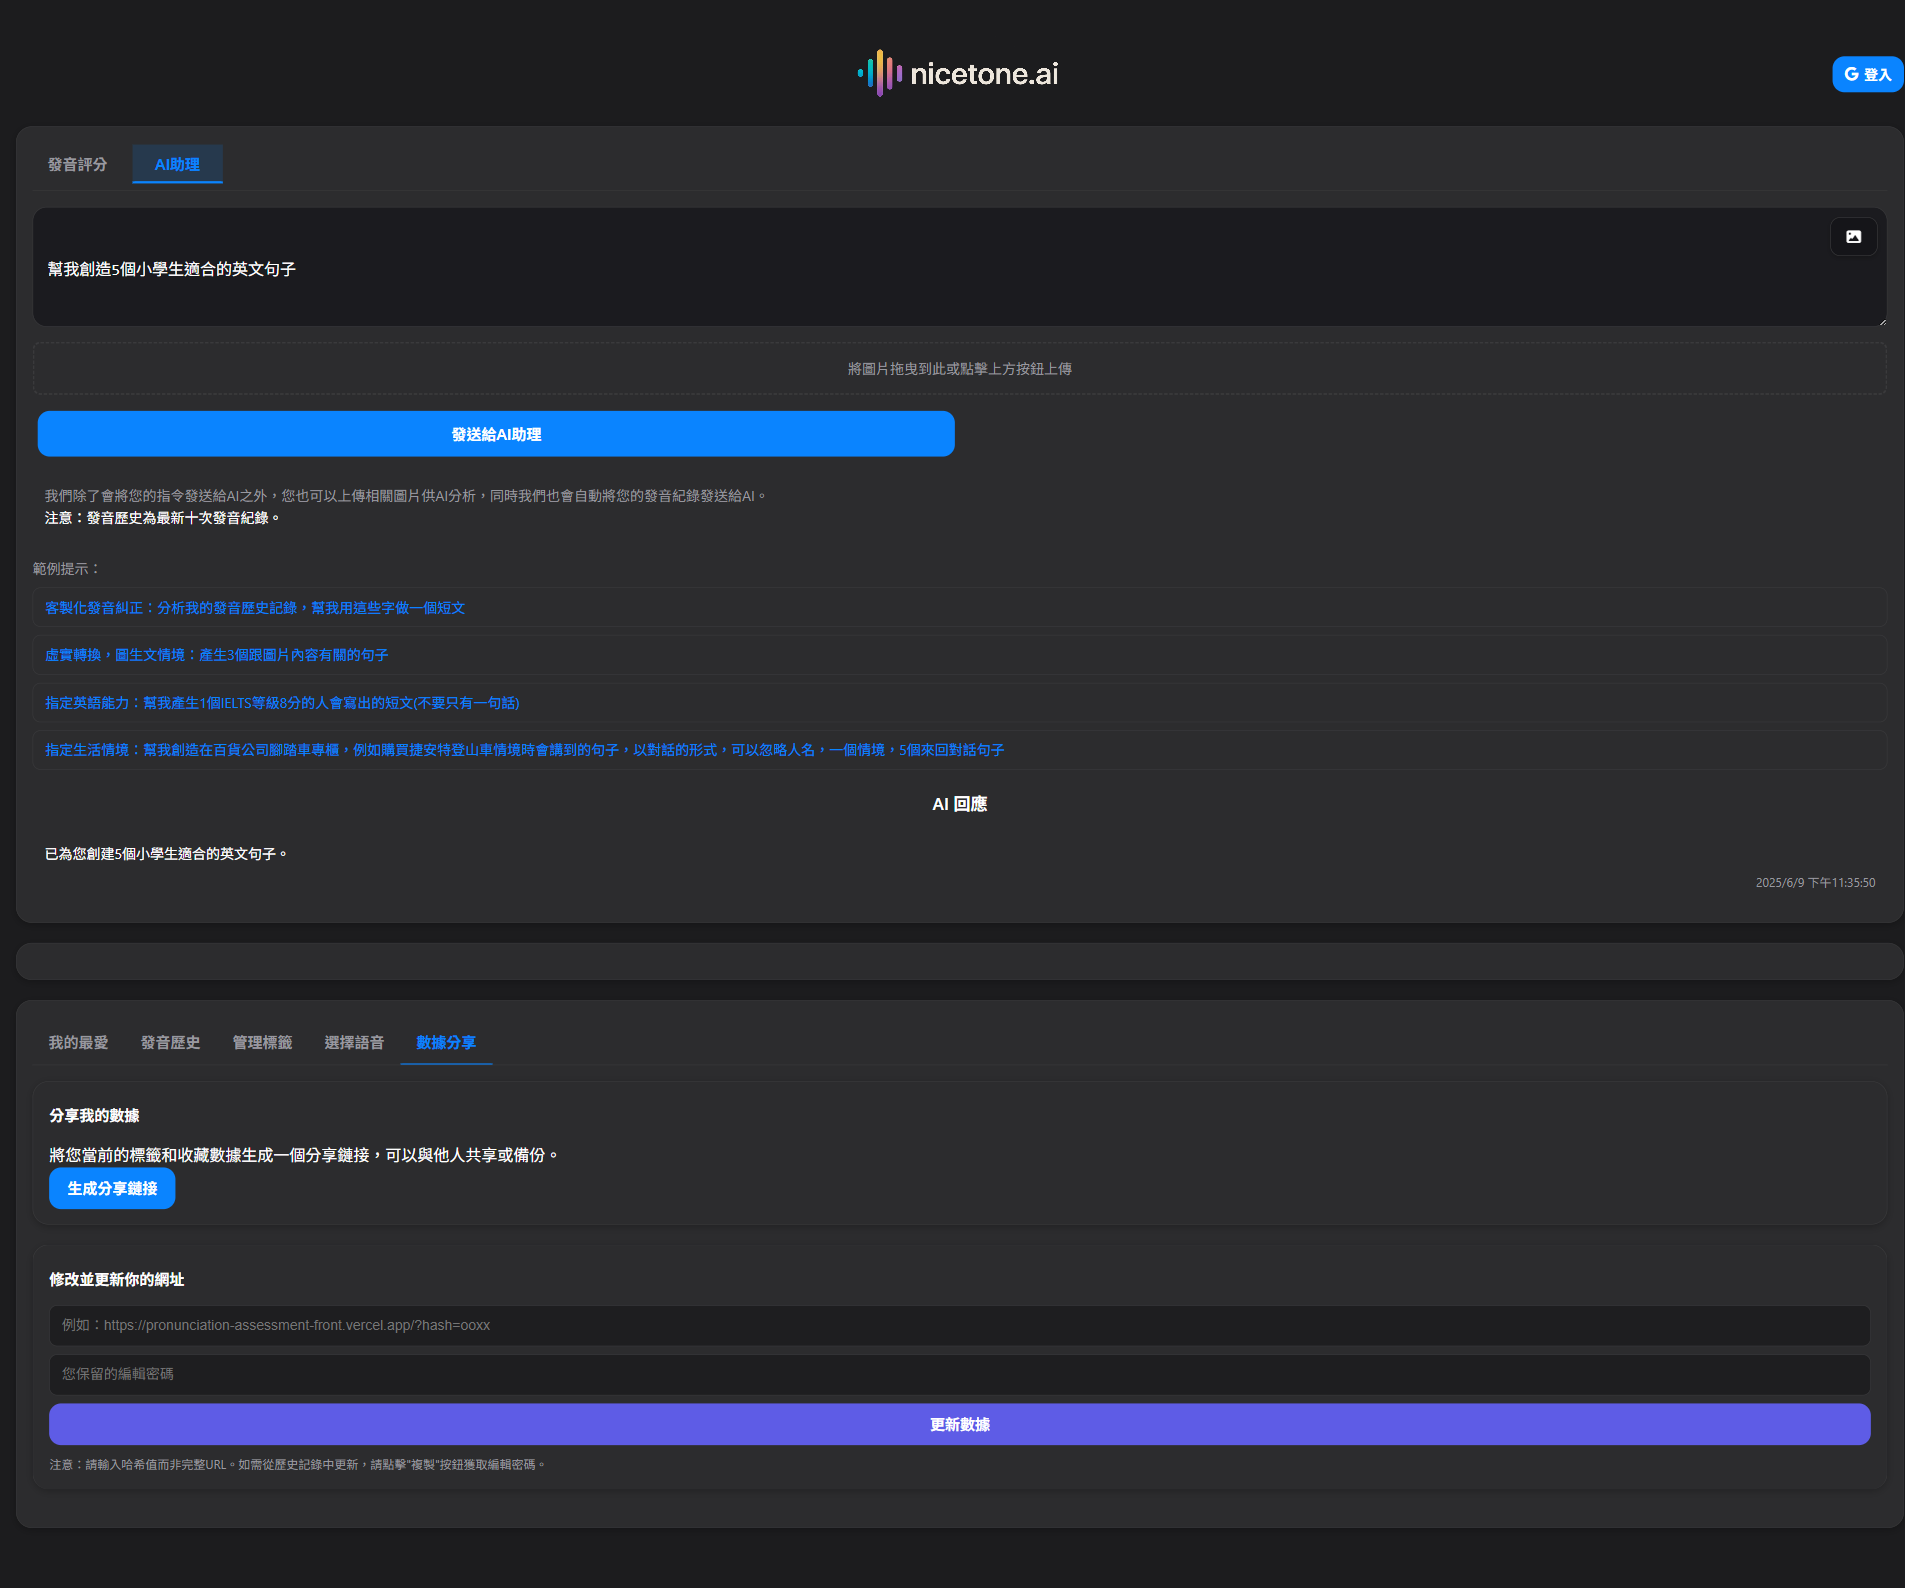 nicetone.ai
G 登入
發音評分
AI助理
幫我創造5個小學生適合的英文句子
將圖片拖曳到此或點擊上方按鈕上傳
發送給AI助理
我們除了會將您的指令發送給AI之外，您也可以上傳相關圖片供AI分析，同時我們也會自動將您的發音紀錄發送給AI。
注意：發音歷史為最新十次發音紀錄。
範例提示：
客製化發音糾正：分析我的發音歷史記錄，幫我用這些字做一個短文
虛實轉換，圖生文情境：產生3個跟圖片內容有關的句子
指定英語能力：幫我產生1個IELTS等級8分的人會寫出的短文(不要只有一句話)
指定生活情境：幫我創造在百貨公司腳踏車專櫃，例如購買捷安特登山車情境時會講到的句子，以對話的形式，可以忽略人名，一個情境，5個來回對話句子
AI 回應
已為您創建5個小學生適合的英文句子。
2025/6/9 下午11:35:50
我的最愛
發音歷史
管理標籤
選擇語音
數據分享
分享我的數據
將您當前的標籤和收藏數據生成一個分享鏈接，可以與他人共享或備份。
生成分享鏈接
修改並更新你的網址
例如：https://pronunciation-assessment-front.vercel.app/?hash=ooxx
您保留的編輯密碼
更新數據
注意：請輸入哈希值而非完整URL。如需從歷史記錄中更新，請點擊"複製"按鈕獲取編輯密碼。